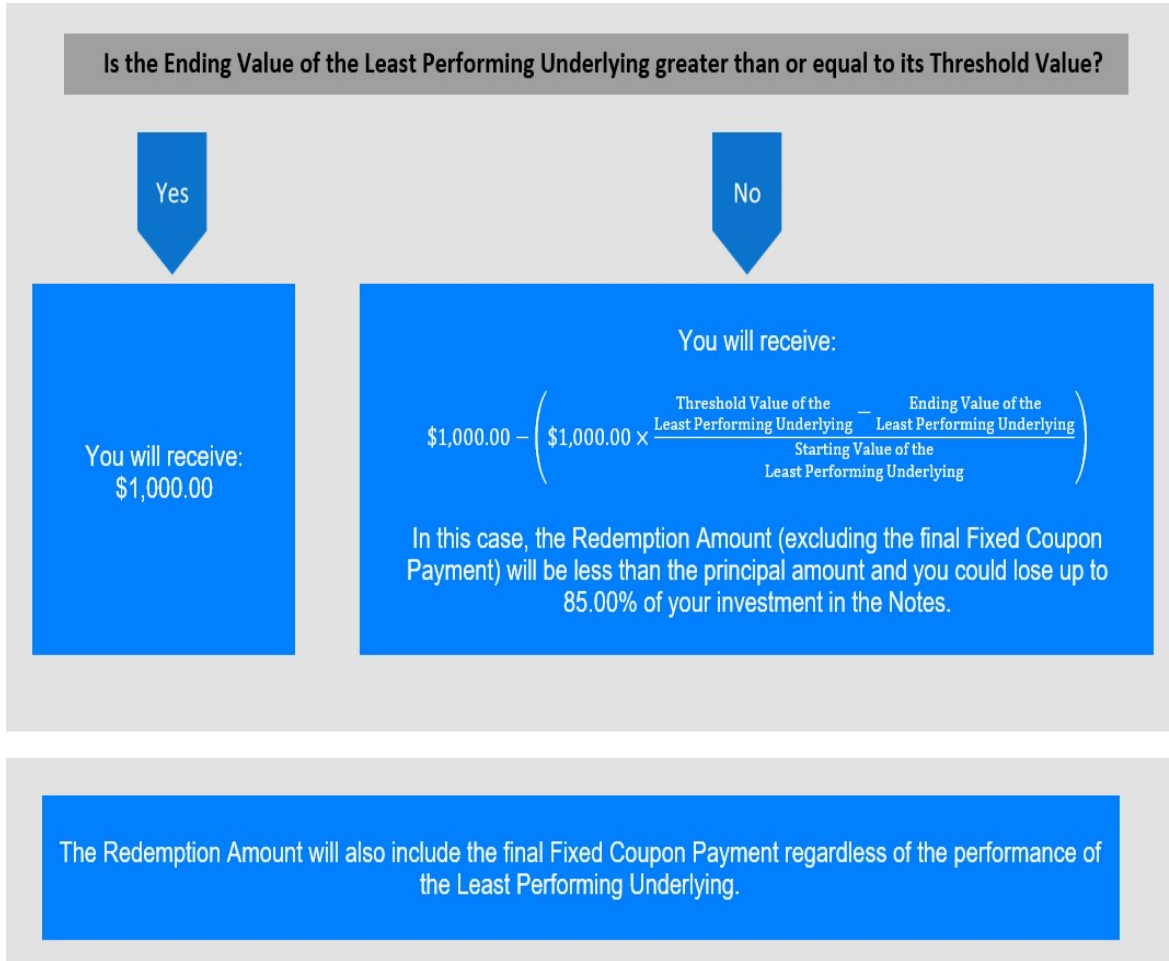 Is the Ending Value of the Least Performing Underlying greater than or equal to its Threshold Value?
Yes
No
You will receive:
$1,000.00
You will receive:
$1,000.00 − ( $1,000.00 × (Threshold Value of the Least Performing Underlying − Ending Value of the Least Performing Underlying) / Starting Value of the Least Performing Underlying )
In this case, the Redemption Amount (excluding the final Fixed Coupon
Payment) will be less than the principal amount and you could lose up to
85.00% of your investment in the Notes.
The Redemption Amount will also include the final Fixed Coupon Payment regardless of the performance of
the Least Performing Underlying.